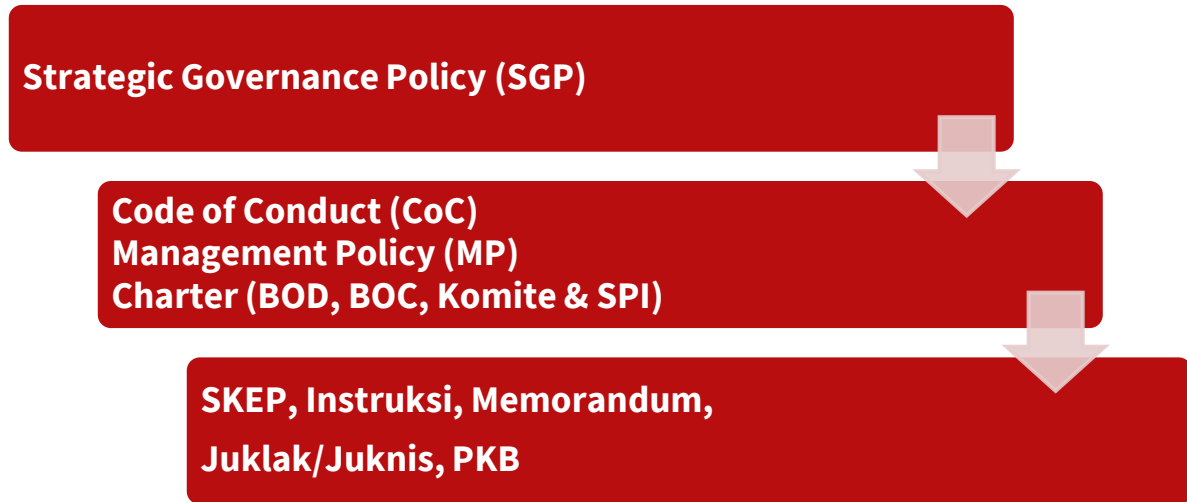 Strategic Governance Policy (SGP)
Code of Conduct (CoC)
Management Policy (MP)
Charter (BOD, BOC, Komite & SPI)
SKEP, Instruksi, Memorandum,
Juklak/Juknis, PKB